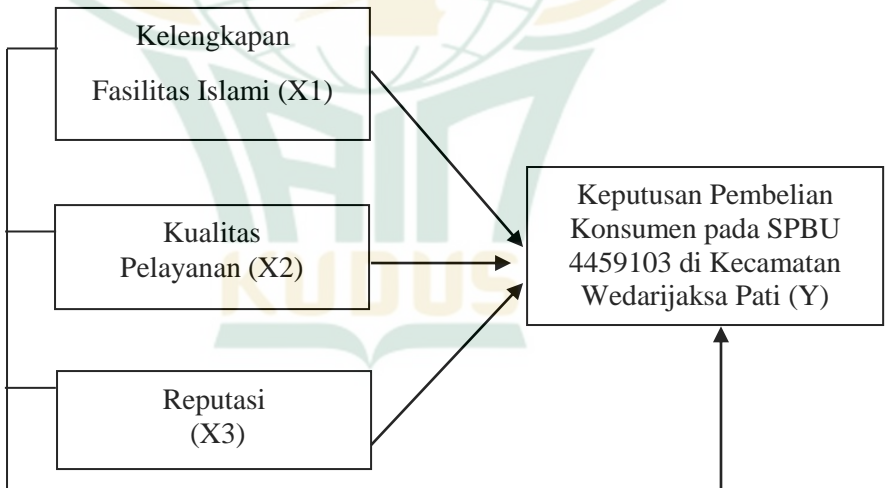 Kelengkapan
Fasilitas Islami (X1)
Kualitas
Pelayanan (X2)
Reputasi
(X3)
Keputusan Pembelian
Konsumen pada SPBU
4459103 di Kecamatan
Wedarijaksa Pati (Y)
KUDUS